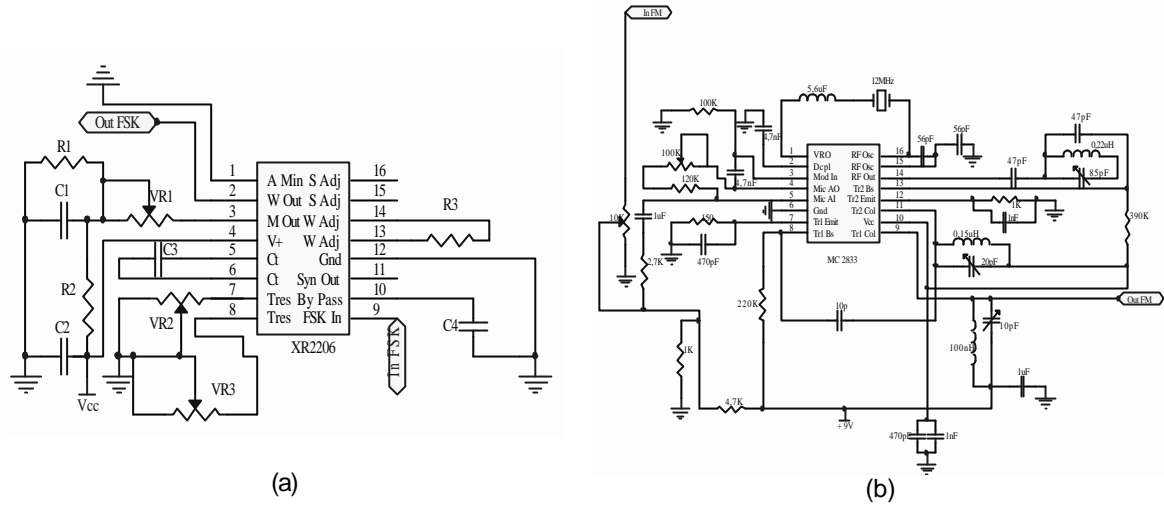 Out FSK
R1
C1
VR1
R2
C2
Vcc
C3
VR2
VR3
1 A Min S Adj 16
2 W Out S Adj 15
3 M Out W Adj 14
4 V+ W Adj 13
5 Ct Gnd 12
6 Ct Syn Out 11
7 Tres By Pass 10
8 Tres FSK In 9
XR2206
R3
C4
In FSK
(a)
In FM
5,6uF
12MHz
100K
4,7nF
100K
4,7nF
120K
10K
1uF
150
470pF
2,7K
56pF
56pF
1 VRO RF Osc 16
2 Dcpl RF Osc 15
3 Mod In RF Out 14
4 Mic AO Tr2 Bs 13
5 Mic AI Tr2 Emit 12
6 Gnd Tr2 Col 11
7 Tr1 Emit Vcc 10
8 Tr1 Bs Tr1 Col 9
MC 2833
47pF
47pF
0,22uH
85pF
1K
1nF
390K
0,15uH
20pF
220K
10p
Out FM
10pF
100nH
1uF
1K
4,7K
+9V
470pF
1nF
(b)